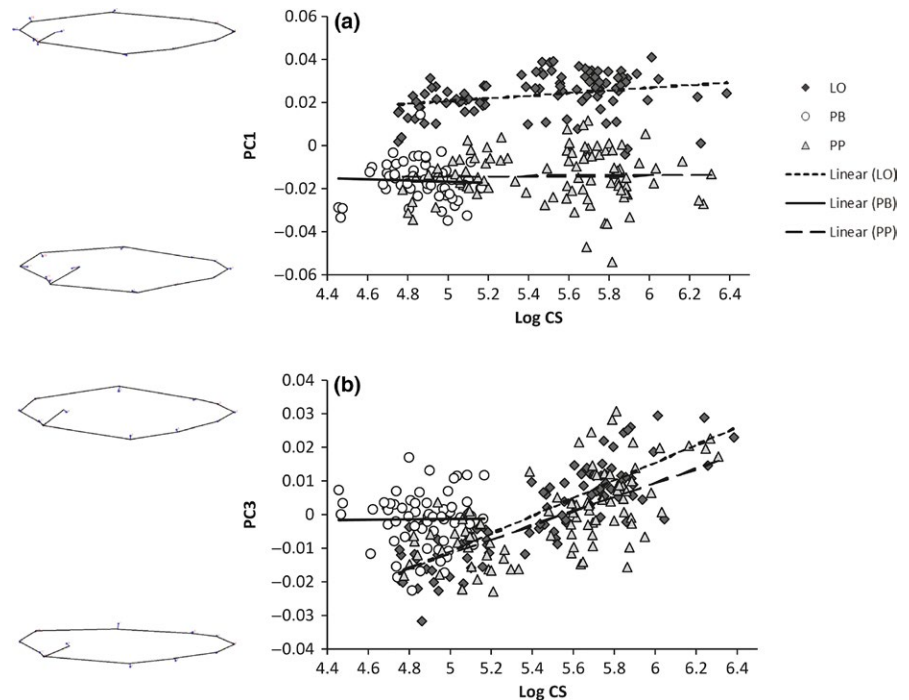 (a)
PC1
0.06
0.04
0.02
0
−0.02
−0.04
−0.06
4.4 4.6 4.8 5 5.2 5.4 5.6 5.8 6 6.2 6.4
Log CS
LO
PB
PP
Linear (LO)
Linear (PB)
Linear (PP)
(b)
PC3
0.04
0.03
0.02
0.01
0
−0.01
−0.02
−0.03
−0.04
4.4 4.6 4.8 5 5.2 5.4 5.6 5.8 6 6.2 6.4
Log CS